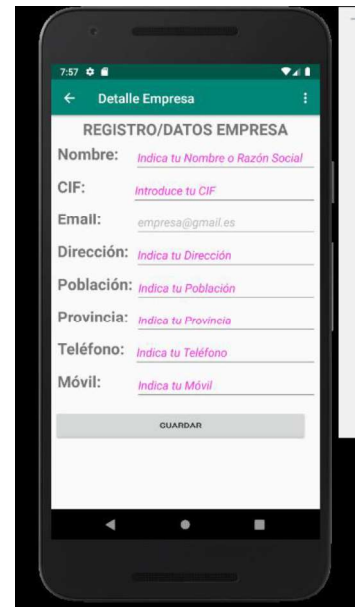 7:57
Detalle Empresa
REGISTRO/DATOS EMPRESA
Nombre: Indica tu Nombre o Razón Social
CIF: Introduce tu CIF
Email: empresa@gmail.es
Dirección: Indica tu Dirección
Población: Indica tu Población
Provincia: Indica tu Provincia
Teléfono: Indica tu Teléfono
Móvil: Indica tu Móvil
GUARDAR